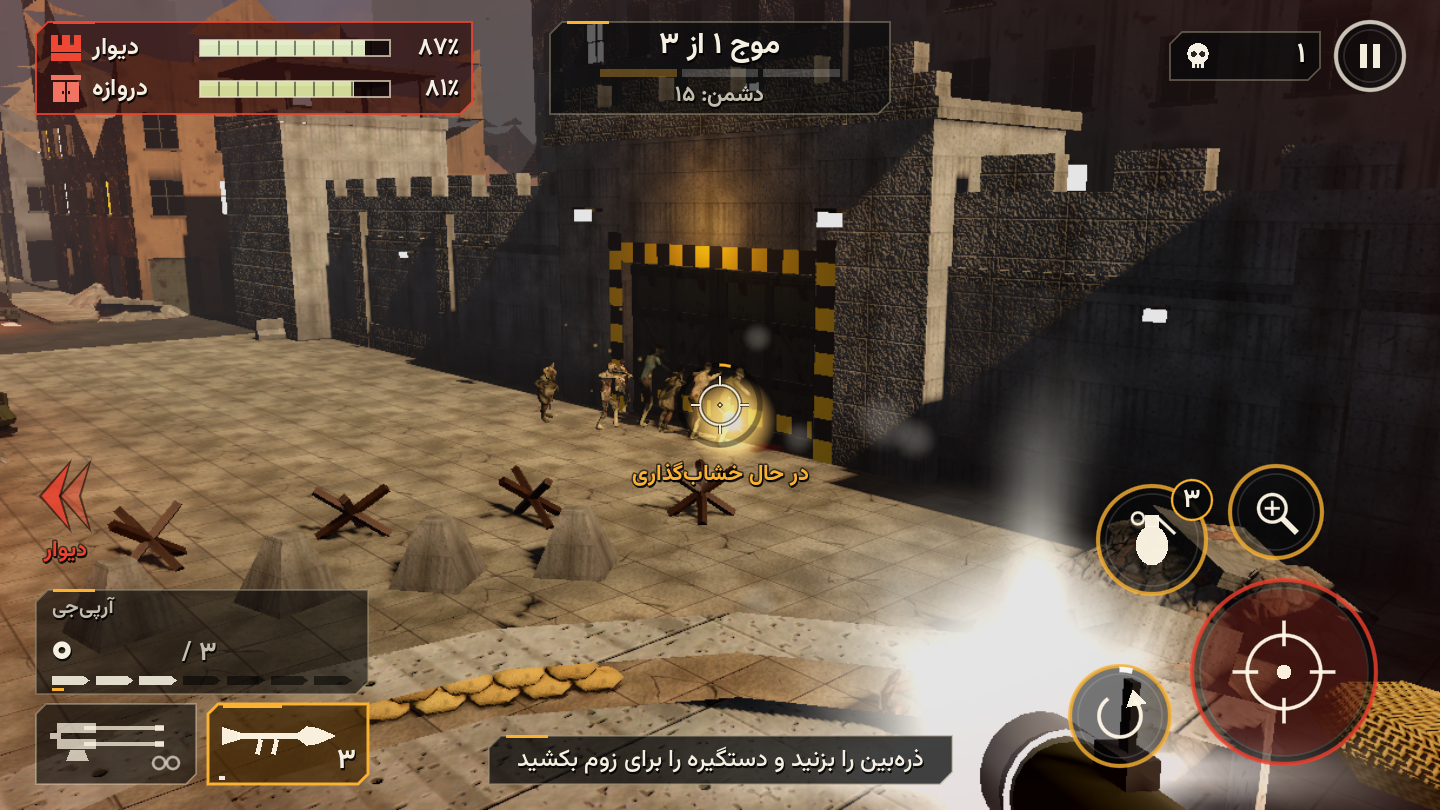 دیوار ۸۷٪
دروازه ۸۱٪
موج ۱ از ۳
دشمن: ۱۵
۱
در حال خشاب‌گذاری
دیوار
۳
آرپی‌جی
۰ / ۳
∞
۳
ذره‌بین را بزنید و دستگیره را برای زوم بکشید